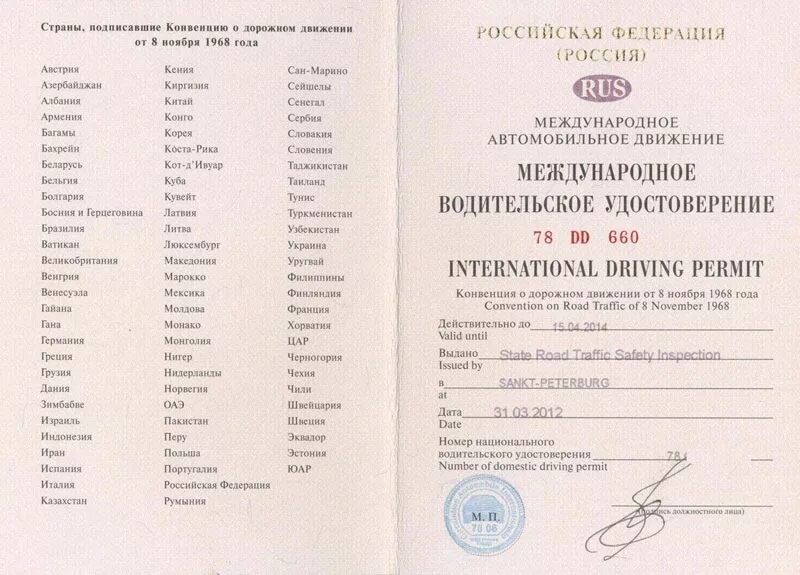 Страны, подписавшие Конвенцию о дорожном движении
от 8 ноября 1968 года
Австрия
Азербайджан
Албания
Армения
Багамы
Бахрейн
Беларусь
Бельгия
Болгария
Босния и Герцеговина
Бразилия
Ватикан
Великобритания
Венгрия
Венесуэла
Гайана
Гана
Германия
Греция
Грузия
Дания
Зимбабве
Израиль
Индонезия
Иран
Испания
Италия
Казахстан
Кения
Киргизия
Китай
Конго
Корея
Коста-Рика
Кот-д'Ивуар
Куба
Кувейт
Латвия
Литва
Люксембург
Македония
Марокко
Мексика
Молдова
Монако
Монголия
Нигер
Нидерланды
Норвегия
ОАЭ
Пакистан
Перу
Польша
Португалия
Российская Федерация
Румыния
Сан-Марино
Сейшелы
Сенегал
Сербия
Словакия
Словения
Таджикистан
Таиланд
Тунис
Туркменистан
Узбекистан
Украина
Уругвай
Филиппины
Финляндия
Франция
Хорватия
ЦАР
Черногория
Чехия
Чили
Швейцария
Швеция
Эквадор
Эстония
ЮАР
РОССИЙСКАЯ ФЕДЕРАЦИЯ
(РОССИЯ)
RUS
МЕЖДУНАРОДНОЕ
АВТОМОБИЛЬНОЕ ДВИЖЕНИЕ
МЕЖДУНАРОДНОЕ
ВОДИТЕЛЬСКОЕ УДОСТОВЕРЕНИЕ
78 DD 660
INTERNATIONAL DRIVING PERMIT
Конвенция о дорожном движении от 8 ноября 1968 года
Convention on Road Traffic of 8 November 1968
Действительно до 15.04.2014
Valid until
Выдано State Road Traffic Safety Inspection
Issued by
в SANKT-PETERBURG
at
Дата 31.03.2012
Date
Номер национального
водительского удостоверения 78
Number of domestic driving permit
М. П.
78 06
(подпись должностного лица)